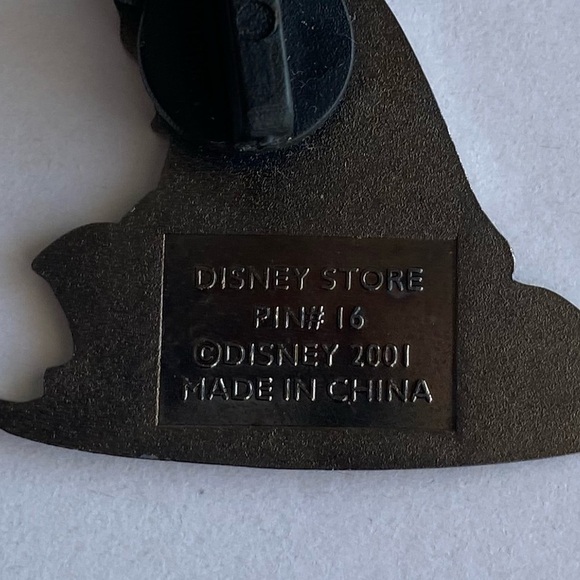 DISNEY STORE
PIN# 16
©DISNEY 2001
MADE IN CHINA